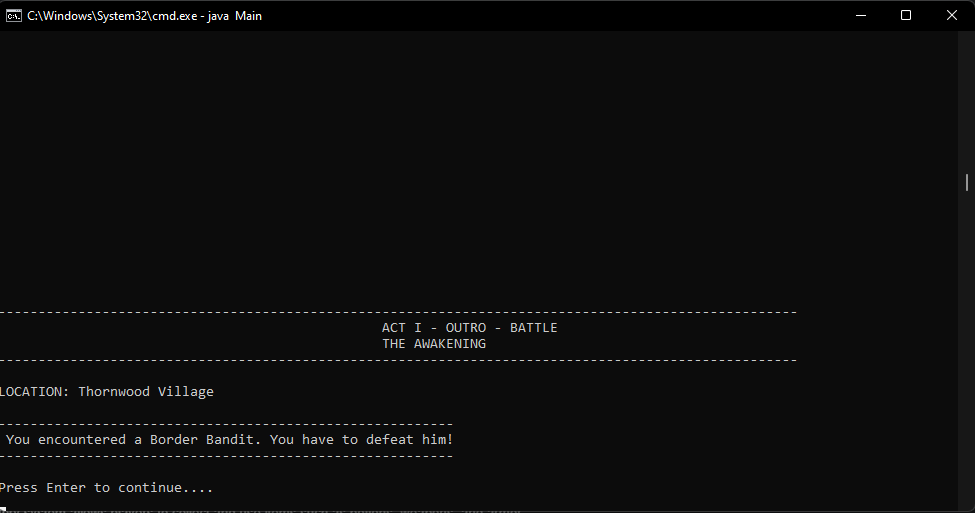 C:\Windows\System32\cmd.exe - java  Main
----------------------------------------------------------------------------------------------------
ACT I - OUTRO - BATTLE
THE AWAKENING
----------------------------------------------------------------------------------------------------
LOCATION: Thornwood Village
---------------------------------------------------------
You encountered a Border Bandit. You have to defeat him!
---------------------------------------------------------
Press Enter to continue....